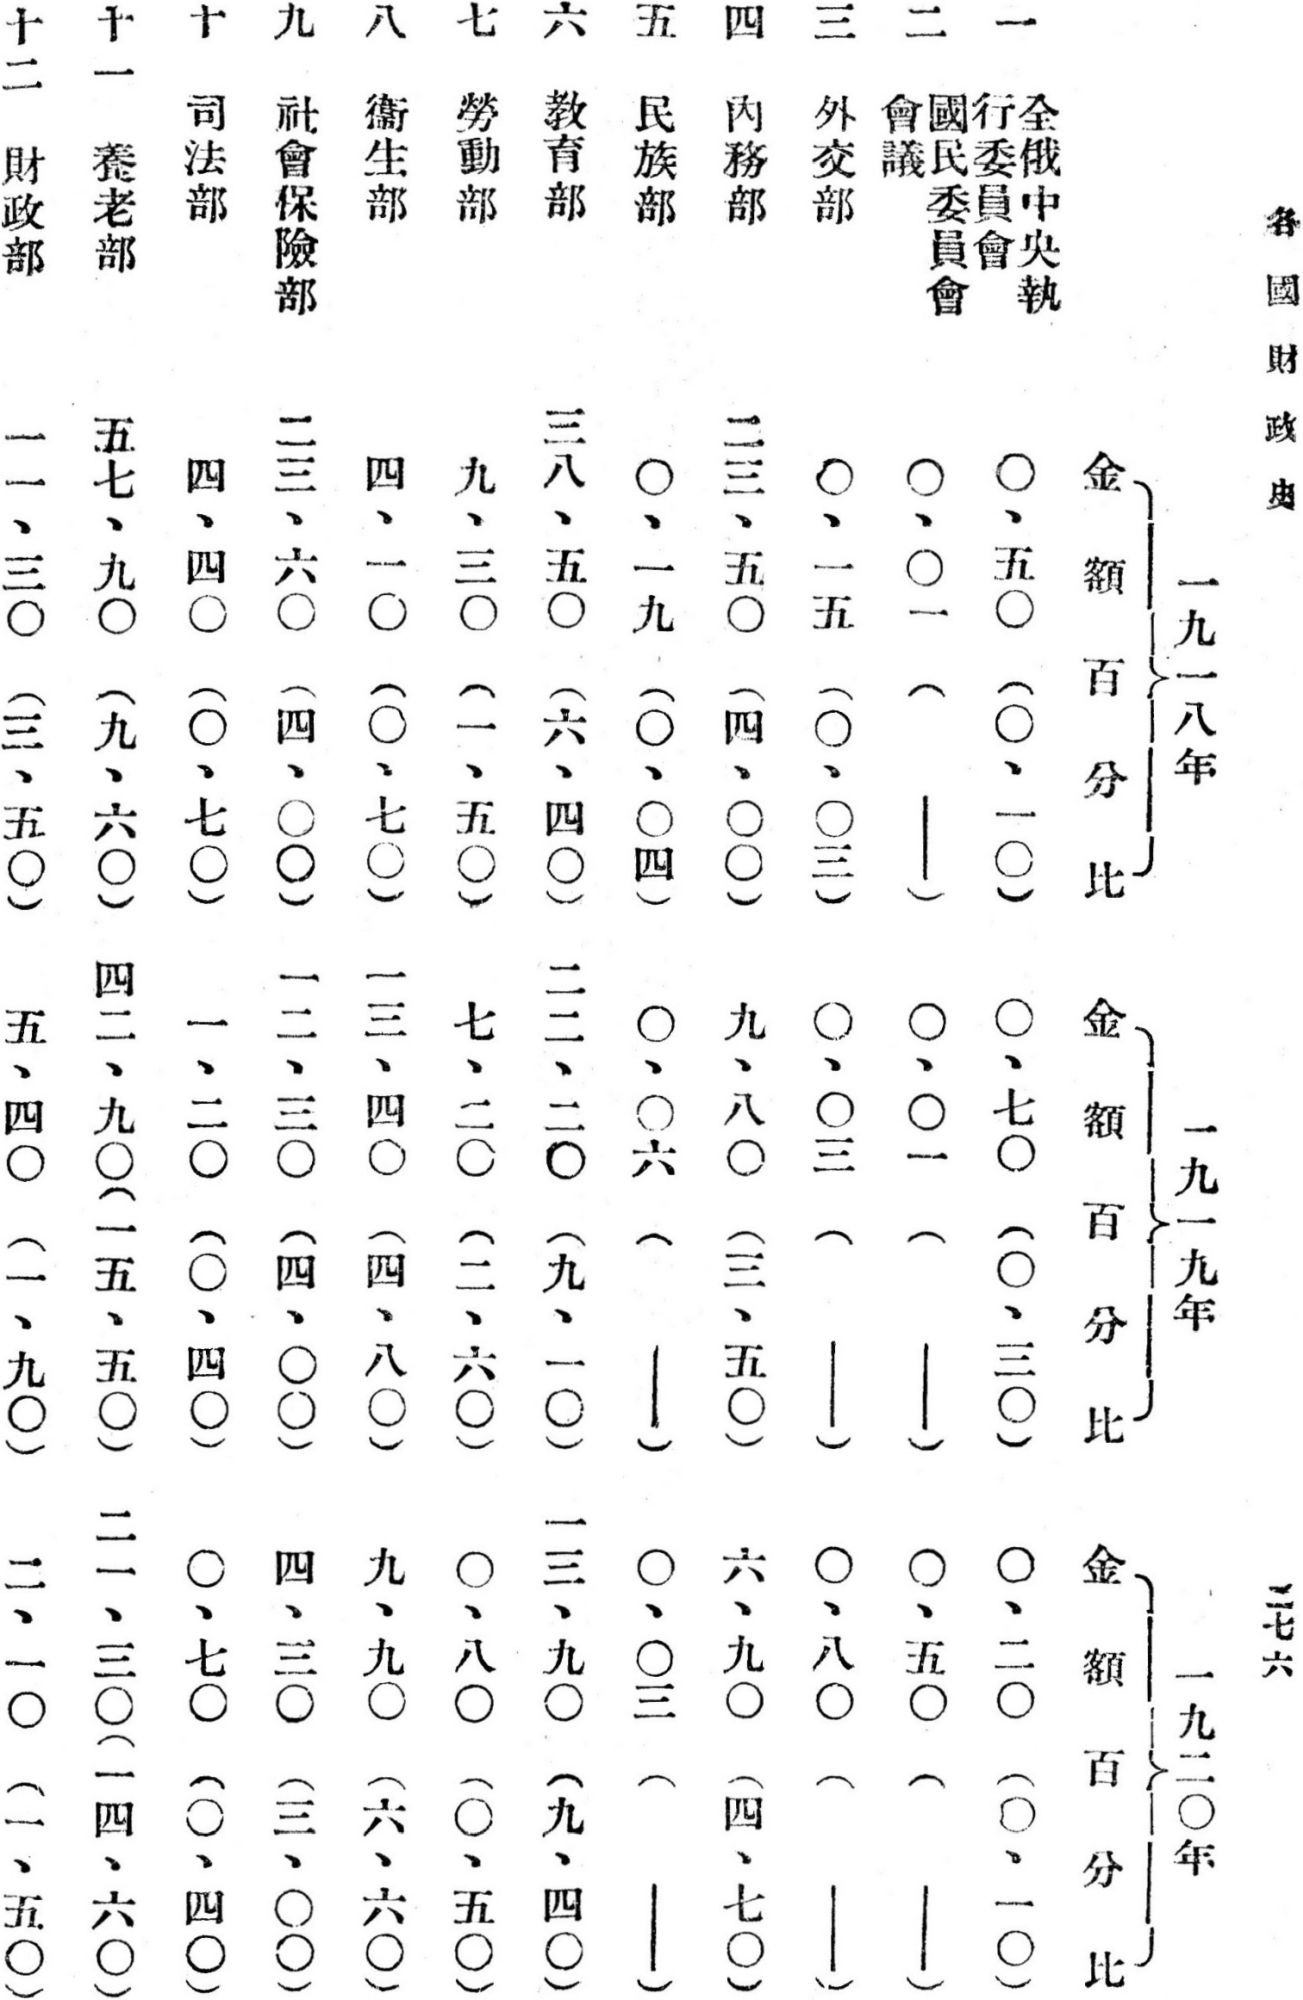 各國財政史
二七六
一九一八年 一九一九年 一九二〇年
金額百分比 金額百分比 金額百分比
一 全俄中央執行委員會 〇、五〇 (〇、一〇) 〇、七〇 (〇、三〇) 〇、二〇 (〇、一〇)
二 國民委員會會議 〇、〇一 (—) 〇、〇一 (—) 〇、五〇 (—)
三 外交部 〇、一五 (〇、〇三) 〇、〇三 (—) 〇、八〇 (—)
四 內務部 二三、五〇 (四、〇〇) 九、八〇 (三、五〇) 六、九〇 (四、七〇)
五 民族部 〇、一九 (〇、〇四) 〇、〇六 (—) 〇、〇三 (—)
六 教育部 三八、五〇 (六、四〇) 二二、二〇 (九、一〇) 一三、九〇 (九、四〇)
七 勞動部 九、三〇 (一、五〇) 七、二〇 (二、六〇) 〇、八〇 (〇、五〇)
八 衞生部 四、一〇 (〇、七〇) 一三、四〇 (四、八〇) 九、九〇 (六、六〇)
九 社會保險部 二三、六〇 (四、〇〇) 一二、三〇 (四、〇〇) 四、三〇 (三、〇〇)
十 司法部 四、四〇 (〇、七〇) 一、二〇 (〇、四〇) 〇、七〇 (〇、四〇)
十一 養老部 五七、九〇 (九、六〇) 四二、九〇 (一五、五〇) 二一、三〇 (一四、六〇)
十二 財政部 一一、三〇 (三、五〇) 五、四〇 (一、九〇) 二、一〇 (一、五〇)